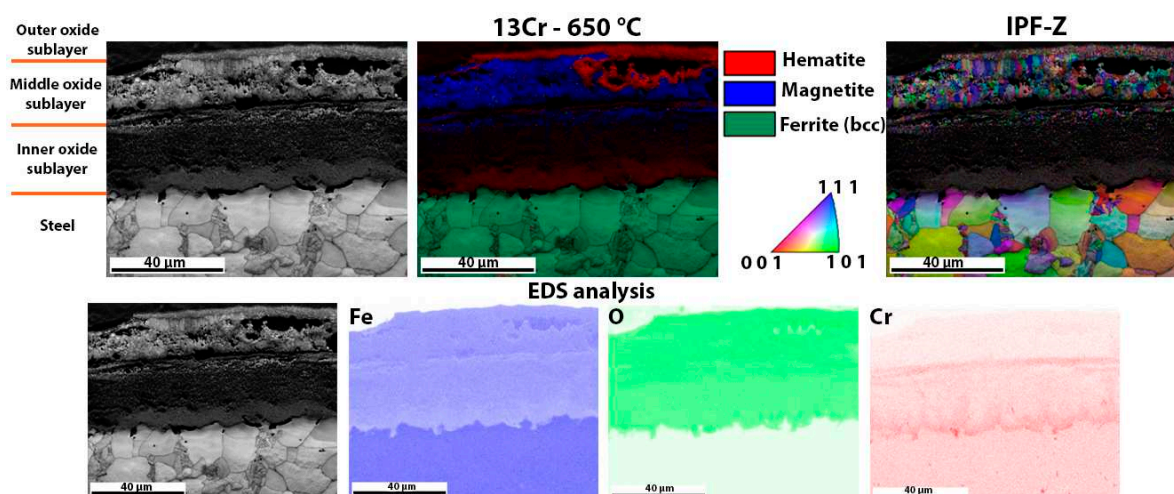 Outer oxide
sublayer
Middle oxide
sublayer
Inner oxide
sublayer
Steel
40 µm
13Cr - 650 °C
40 µm
Hematite
Magnetite
Ferrite (bcc)
1 1 1
0 0 1
1 0 1
IPF-Z
40 µm
EDS analysis
40 µm
Fe
40 µm
O
40 µm
Cr
40 µm